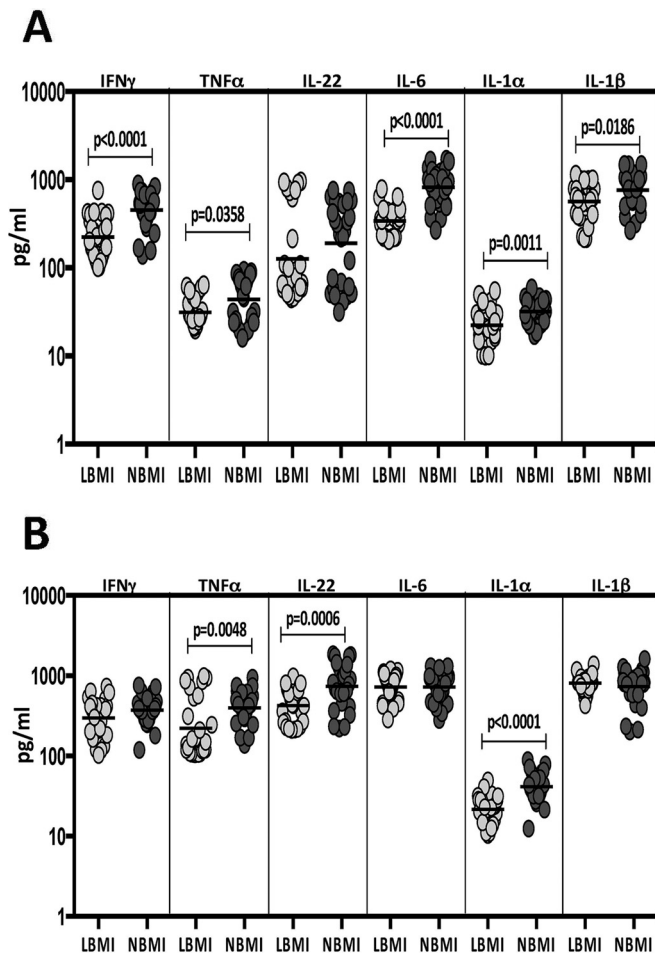 A
IFNγ TNFα IL-22 IL-6 IL-1α IL-1β
10000
p<0.0001
p<0.0001
p=0.0186
1000
p=0.0358
p=0.0011
pg/ml
100
10
1
LBMI NBMI LBMI NBMI LBMI NBMI LBMI NBMI LBMI NBMI LBMI NBMI
B
IFNγ TNFα IL-22 IL-6 IL-1α IL-1β
10000
p=0.0048
p=0.0006
1000
pg/ml
p<0.0001
100
10
1
LBMI NBMI LBMI NBMI LBMI NBMI LBMI NBMI LBMI NBMI LBMI NBMI